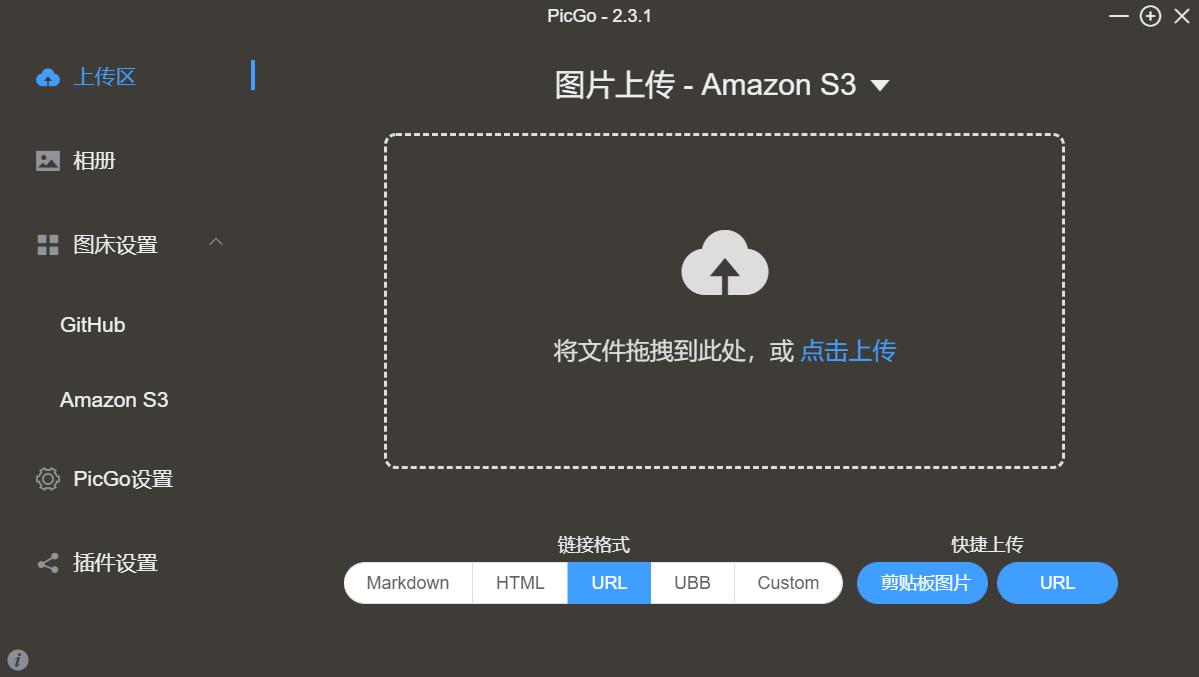 PicGo - 2.3.1
上传区
相册
图床设置
GitHub
Amazon S3
PicGo设置
插件设置
图片上传 - Amazon S3
将文件拖拽到此处，或 点击上传
链接格式
Markdown HTML URL UBB Custom
快捷上传
剪贴板图片 URL